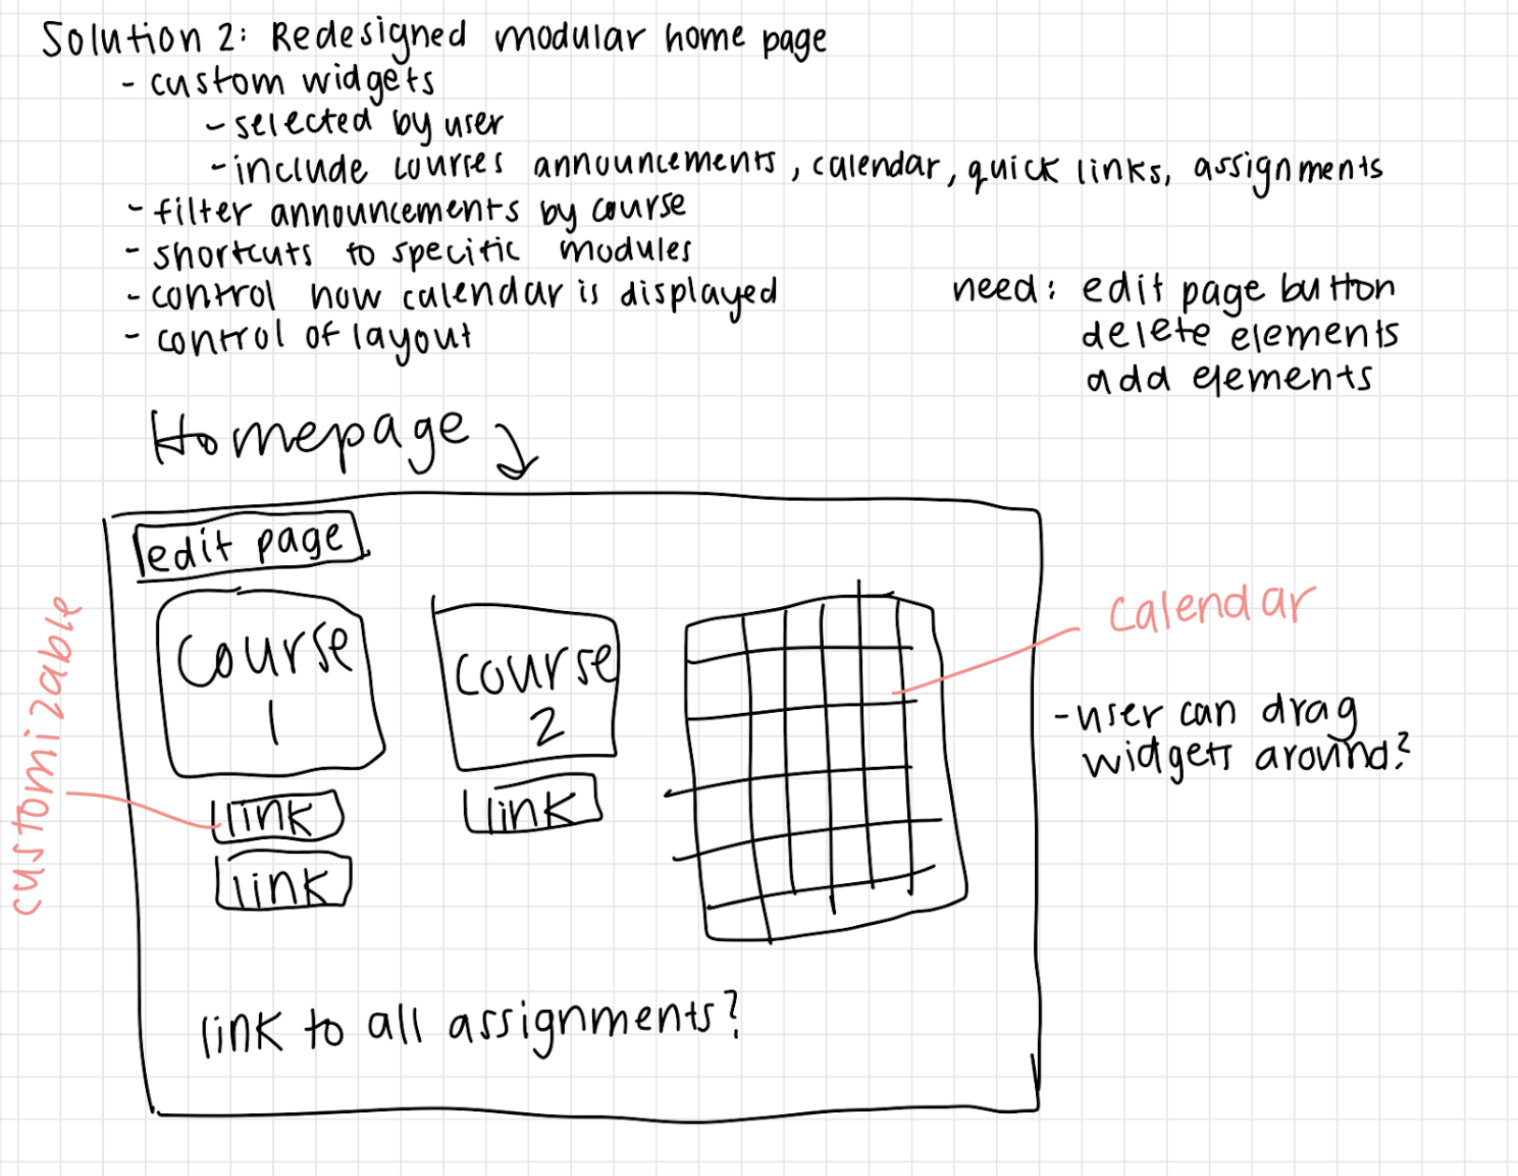 Solution 2: Redesigned modular home page
- custom widgets
- selected by user
- include courses announcements, calendar, quick links, assignments
- filter announcements by course
- shortcuts to specific modules
- control how calendar is displayed
- control of layout
need: edit page button
delete elements
add elements
Homepage
edit page
Course
1
course
2
link
link
link
customizable
Calendar
- user can drag
widgets around?
link to all assignments?